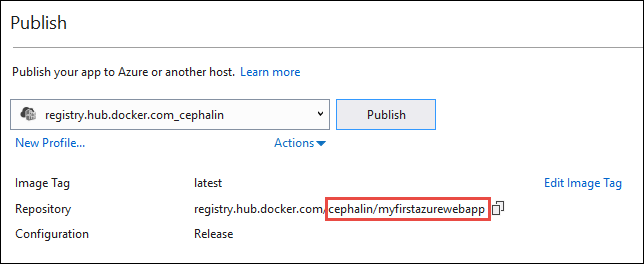 Publish
Publish your app to Azure or another host. Learn more
registry.hub.docker.com_cephalin Publish
New Profile... Actions
Image Tag latest Edit Image Tag
Repository registry.hub.docker.com/cephalin/myfirstazurewebapp
Configuration Release